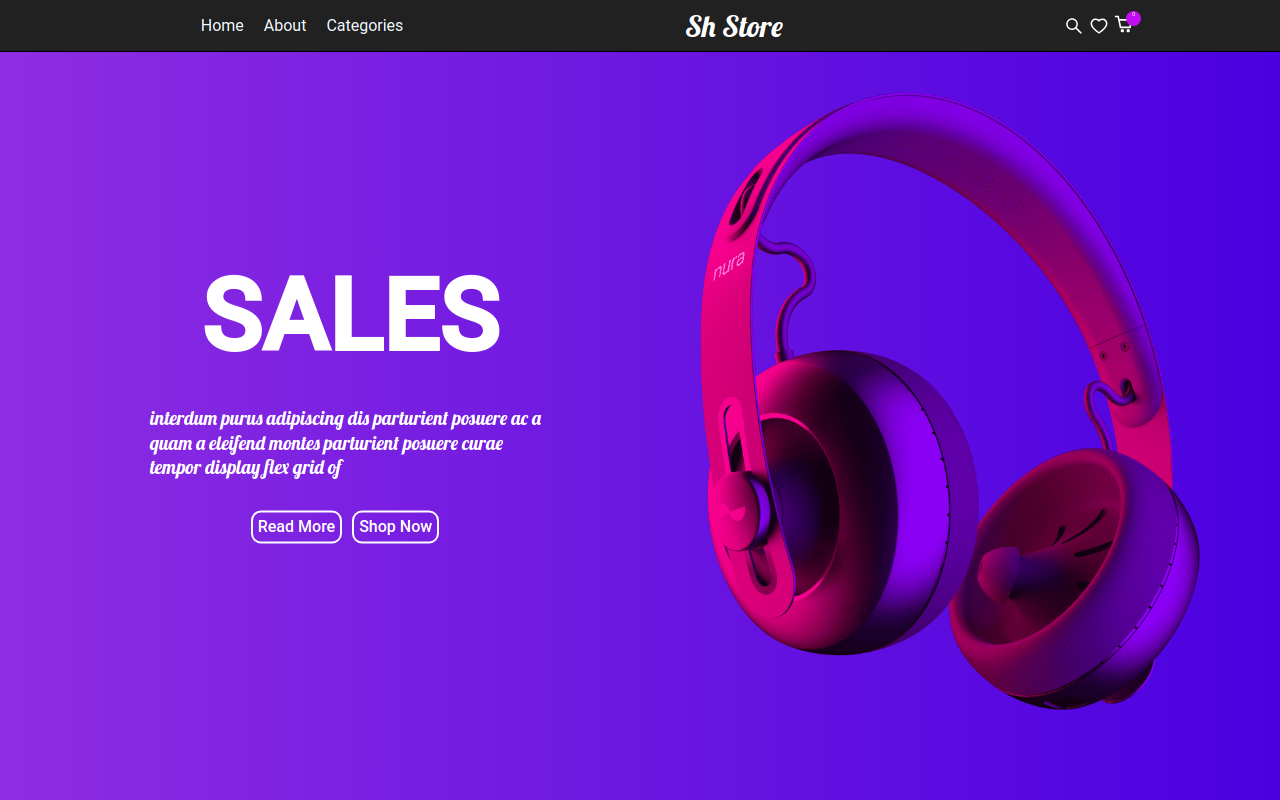 Home About Categories
Sh Store
0
SALES
nura
interdum purus adipiscing dis parturient posuere ac a
quam a eleifend montes parturient posuere curae
tempor display flex grid of
Read More Shop Now